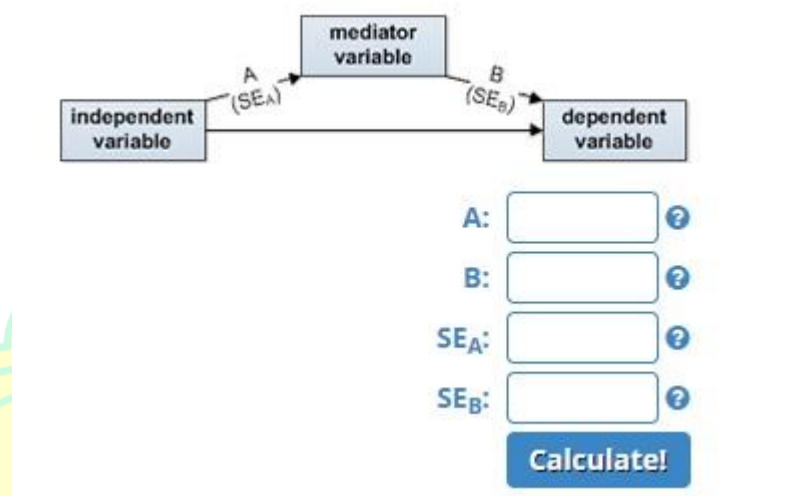 mediator
variable
A
(SEA)
B
(SEB)
independent
variable
dependent
variable
A:
?
B:
?
SEA:
?
SEB:
?
Calculate!